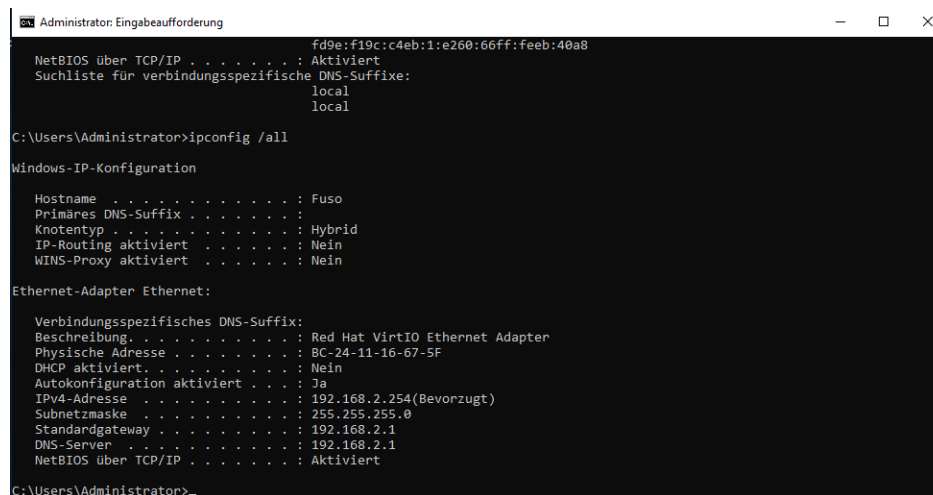 Administrator: Eingabeaufforderung
fd9e:f19c:c4eb:1:e260:66ff:feeb:40a8
NetBIOS über TCP/IP . . . . . . . : Aktiviert
Suchliste für verbindungsspezifische DNS-Suffixe:
local
local
C:\Users\Administrator>ipconfig /all
Windows-IP-Konfiguration
Hostname . . . . . . . . . . . . : Fuso
Primäres DNS-Suffix . . . . . . . :
Knotentyp . . . . . . . . . . . . : Hybrid
IP-Routing aktiviert . . . . . . : Nein
WINS-Proxy aktiviert . . . . . . : Nein
Ethernet-Adapter Ethernet:
Verbindungsspezifisches DNS-Suffix:
Beschreibung. . . . . . . . . . . : Red Hat VirtIO Ethernet Adapter
Physische Adresse . . . . . . . . : BC-24-11-16-67-5F
DHCP aktiviert. . . . . . . . . . : Nein
Autokonfiguration aktiviert . . . : Ja
IPv4-Adresse . . . . . . . . . . : 192.168.2.254(Bevorzugt)
Subnetzmaske . . . . . . . . . . : 255.255.255.0
Standardgateway . . . . . . . . . : 192.168.2.1
DNS-Server . . . . . . . . . . . : 192.168.2.1
NetBIOS über TCP/IP . . . . . . . : Aktiviert
C:\Users\Administrator>_